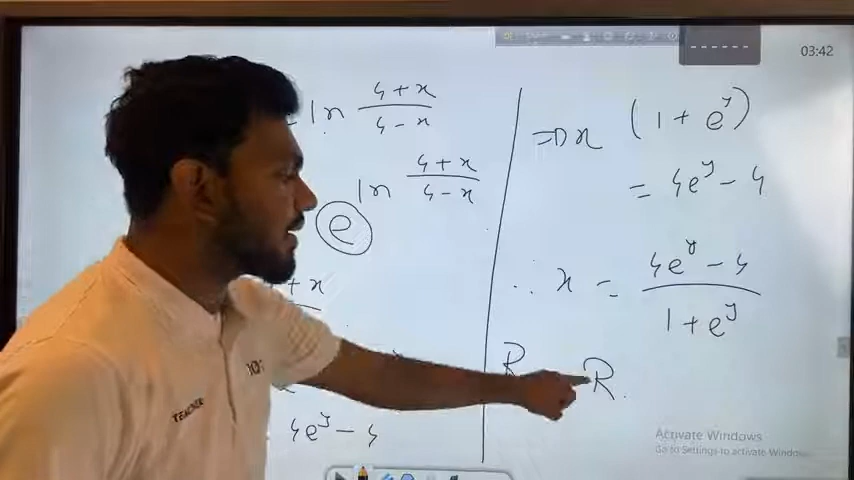 03:42
ln (4 + x)/(4 - x)
ln (4 + x)/(4 - x)
e
+ x
4e^y - 4
=> x (1 + e^y)
= 4e^y - 4
∴ x = (4e^y - 4)/(1 + e^y)
R R.
TEACHER
Activate Windows
Go to Settings to activate Windows.